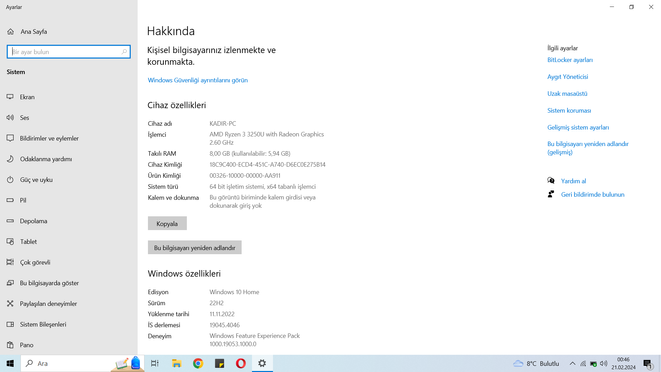 Ayarlar
Ana Sayfa
Bir ayar bulun
Sistem
Ekran
Ses
Bildirimler ve eylemler
Odaklanma yardımı
Güç ve uyku
Pil
Depolama
Tablet
Çok görevli
Bu bilgisayarda göster
Paylaşılan deneyimler
Sistem Bileşenleri
Pano
Hakkında
Kişisel bilgisayarınız izlenmekte ve
korunmakta.
Windows Güvenliği ayrıntılarını görün
Cihaz özellikleri
Cihaz adı KADIR-PC
İşlemci AMD Ryzen 3 3250U with Radeon Graphics
2.60 GHz
Takılı RAM 8,00 GB (kullanılabilir: 5,94 GB)
Cihaz Kimliği 18C9C400-ECD4-451C-A740-D6EC0E275B14
Ürün Kimliği 00326-10000-00000-AA911
Sistem türü 64 bit işletim sistemi, x64 tabanlı işlemci
Kalem ve dokunma Bu görüntü biriminde kalem girdisi veya
dokunarak giriş yok
Kopyala
Bu bilgisayarı yeniden adlandır
Windows özellikleri
Edisyon Windows 10 Home
Sürüm 22H2
Yüklenme tarihi 11.11.2022
İS derlemesi 19045.4046
Deneyim Windows Feature Experience Pack
1000.19053.1000.0
İlgili ayarlar
BitLocker ayarları
Aygıt Yöneticisi
Uzak masaüstü
Sistem koruması
Gelişmiş sistem ayarları
Bu bilgisayarı yeniden adlandır
(gelişmiş)
Yardım al
Geri bildirimde bulunun
Ara
8°C Bulutlu
00:46
21.02.2024